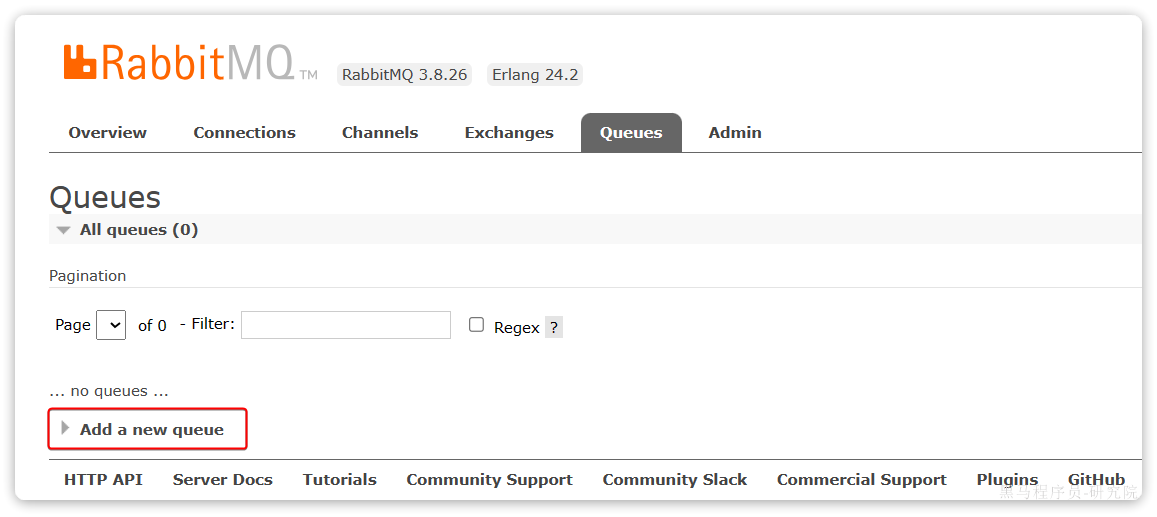 RabbitMQ TM RabbitMQ 3.8.26 Erlang 24.2
Overview Connections Channels Exchanges Queues Admin
Queues
All queues (0)
Pagination
Page of 0 - Filter: Regex ?
... no queues ...
Add a new queue
HTTP API Server Docs Tutorials Community Support Community Slack Commercial Support Plugins GitHub
黑马程序员-研究院